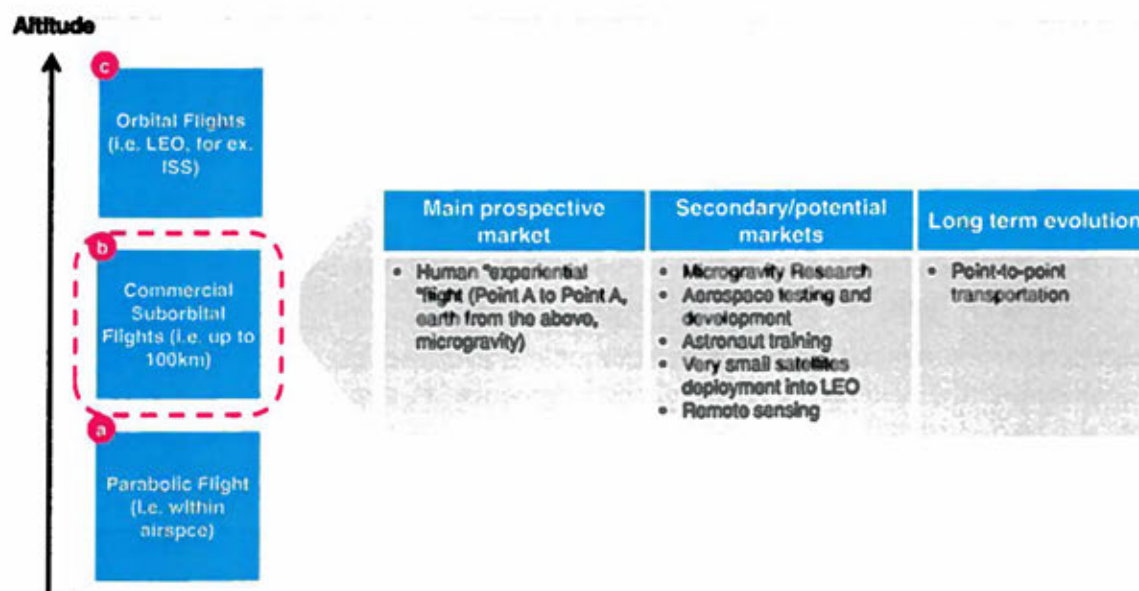 Altitude
c
Orbital Flights
(i.e. LEO, for ex.
ISS)
b
Commercial
Suborbital
Flights (i.e. up to
100km)
a
Parabolic Flight
(i.e. within
airspce)
Main prospective
market
• Human "experiential
"flight (Point A to Point A,
earth from the above,
microgravity)
Secondary/potential
markets
• Microgravity Research
• Aerospace testing and
development
• Astronaut training
• Very small satellites
deployment into LEO
• Remote sensing
Long term evolution
• Point-to-point
transportation